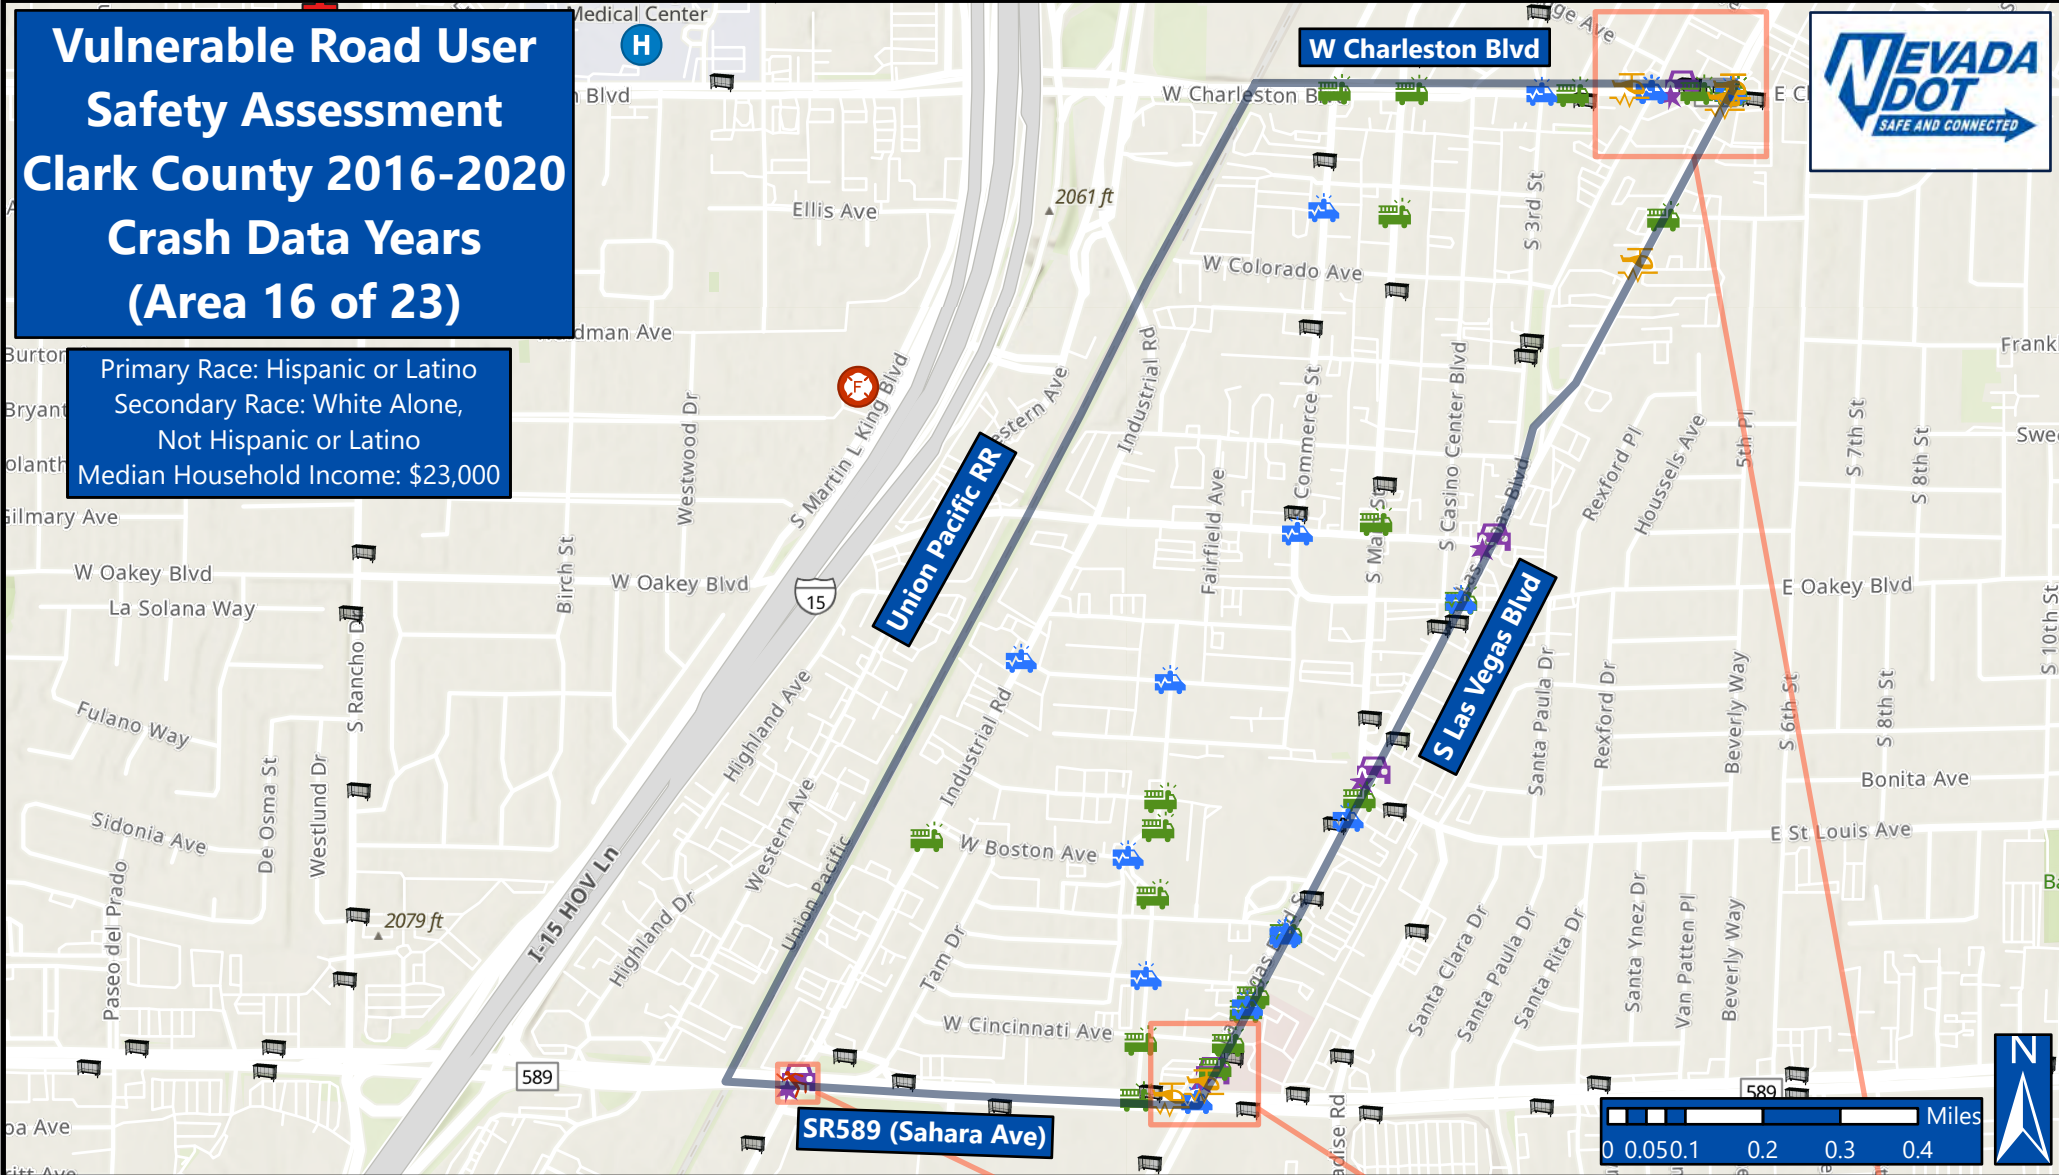 Vulnerable Road User
Safety Assessment
Clark County 2016-2020
Crash Data Years
(Area 16 of 23)
Primary Race: Hispanic or Latino
Secondary Race: White Alone,
Not Hispanic or Latino
Median Household Income: $23,000
Medical Center
H
W Charleston Blvd
NEVADA
DOT
SAFE AND CONNECTED
Blvd
W Charleston
Ellis Ave
2061 ft
S 3rd St
W Colorado Ave
F
S Martin L King Blvd
Westwood Dr
Industrial Rd
Commerce St
S Casino Center Blvd
Rexford Pl
Houssels Ave
5th Pl
S 7th St
S 8th St
Union Pacific RR
Fairfield Ave
W Oakey Blvd
La Solana Way
Birch St
W Oakey Blvd
15
E Oakey Blvd
S 10th St
S Las Vegas Blvd
S Rancho D
Fulano Way
Highland Ave
Industrial Rd
Santa Paula Dr
Rexford Dr
Beverly Way
S 6th St
S 8th St
Bonita Ave
De Osma St
Westlund Dr
Sidonia Ave
Western Ave
W Boston Ave
E St Louis Ave
Paseo del Prado
2079 ft
I-15 HOV Ln
Highland Dr
Union Pacific
Tam Dr
Santa Clara Dr
Santa Paula Dr
Santa Rita Dr
Santa Ynez Dr
Van Patten Pl
Beverly Way
W Cincinnati Ave
589
SR589 (Sahara Ave)
589
Miles
0 0.05 0.1 0.2 0.3 0.4
N